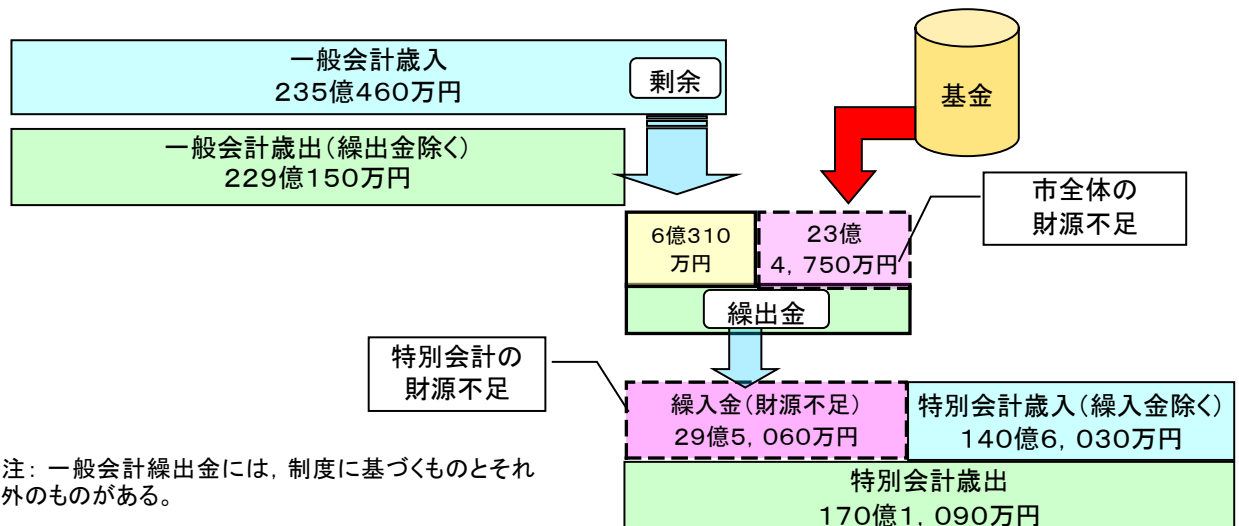 一般会計歳入
235億460万円
剰余
基金
一般会計歳出(繰出金除く)
229億150万円
市全体の
財源不足
6億310
万円
23億
4,750万円
繰出金
特別会計の
財源不足
繰入金(財源不足)
29億5,060万円
特別会計歳入(繰入金除く)
140億6,030万円
注: 一般会計繰出金には,制度に基づくものとそれ
外のものがある。
特別会計歳出
170億1,090万円